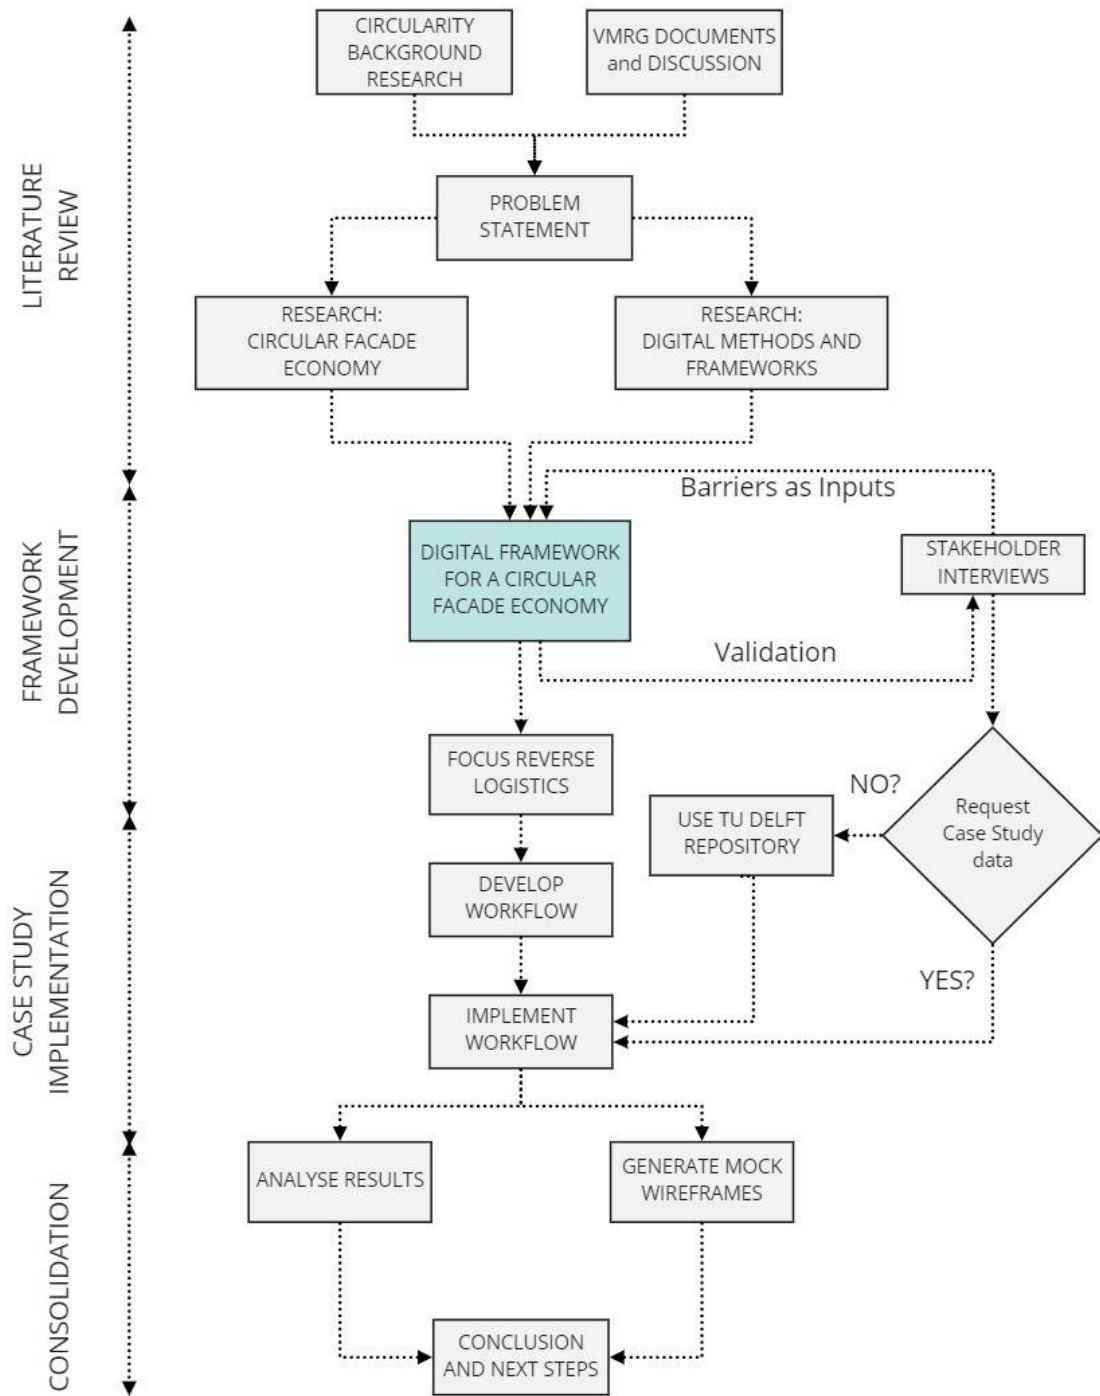 CIRCULARITY
BACKGROUND
RESEARCH
VMRG DOCUMENTS
and DISCUSSION
LITERATURE
REVIEW
PROBLEM
STATEMENT
RESEARCH:
CIRCULAR FACADE
ECONOMY
RESEARCH:
DIGITAL METHODS AND
FRAMEWORKS
FRAMEWORK
DEVELOPMENT
Barriers as Inputs
DIGITAL FRAMEWORK
FOR A CIRCULAR
FACADE ECONOMY
STAKEHOLDER
INTERVIEWS
Validation
FOCUS REVERSE
LOGISTICS
NO?
Request
Case Study
data
USE TU DELFT
REPOSITORY
CASE STUDY
IMPLEMENTATION
DEVELOP
WORKFLOW
YES?
IMPLEMENT
WORKFLOW
CONSOLIDATION
ANALYSE RESULTS
GENERATE MOCK
WIREFRAMES
CONCLUSION
AND NEXT STEPS